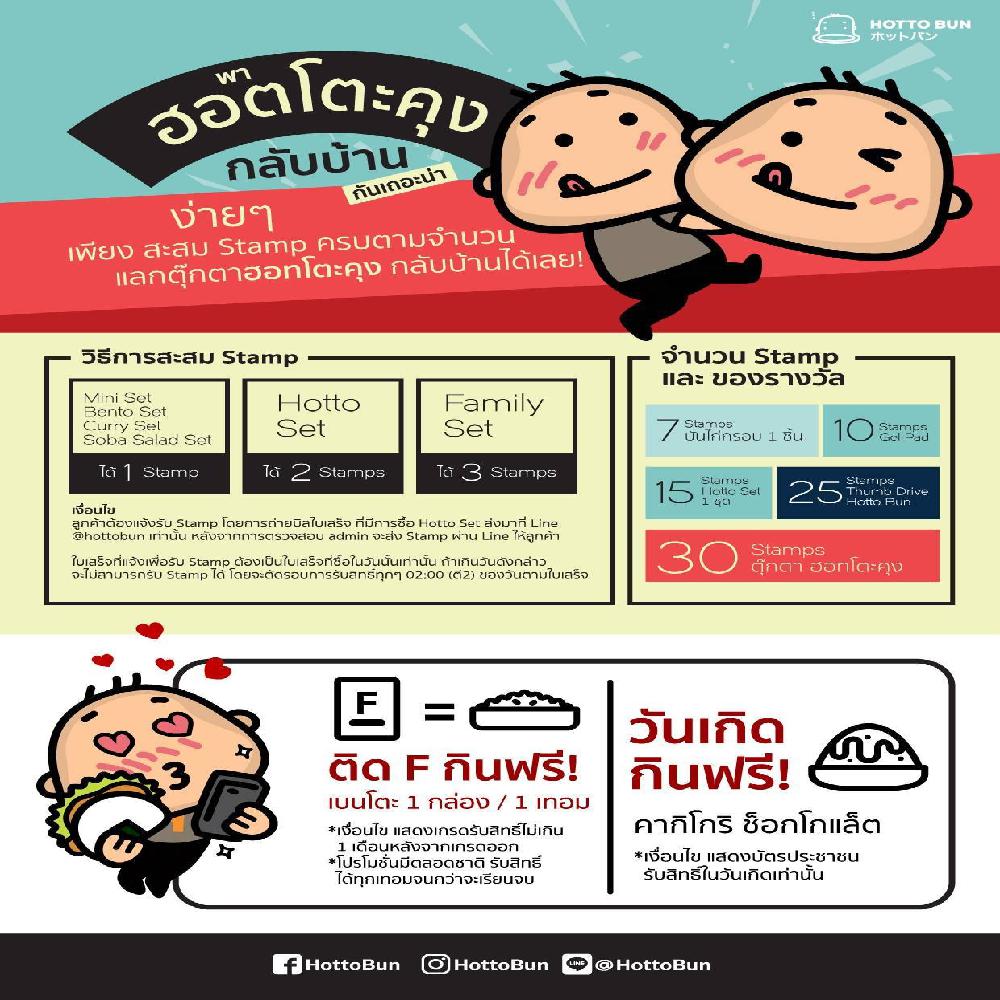 HOTTO BUN
ホットバン
พา
ฮอตโตะคุง
กลับบ้าน
กันเถอะน่า
ง่ายๆ
เพียง สะสม Stamp ครบตามจำนวน
แลกตุ๊กตาฮอทโตะคุง กลับบ้านได้เลย!
วิธีการสะสม Stamp
Mini Set
Bento Set
Curry Set
Soba Salad Set
ได้ 1 Stamp
Hotto
Set
ได้ 2 Stamps
Family
Set
ได้ 3 Stamps
เงื่อนไข
ลูกค้าต้องแจ้งรับ Stamp โดยการถ่ายบิลใบเสร็จ ที่มีการซื้อ Hotto Set ส่งมาที่ Line
@hottobun เท่านั้น หลังจากการตรวจสอบ admin จะส่ง Stamp ผ่าน Line ให้ลูกค้า
ใบเสร็จที่แจ้งเพื่อรับ Stamp ต้องเป็นใบเสร็จที่ซื้อในวันนั้นเท่านั้น ถ้าเกินวันดังกล่าว
จะไม่สามารถรับ Stamp ได้ โดยจะตัดรอบการรับสิทธิ์ทุกๆ 02:00 (ตี2) ของวันตามใบเสร็จ
จำนวน Stamp
และ ของรางวัล
7 Stamps
บันไก่กรอบ 1 ชิ้น
10 Stamps
Gel Pad
15 Stamps
Hotto Set
1 ชุด
25 Stamps
Thumb Drive
Hotto Bun
30 Stamps
ตุ๊กตา ฮอทโตะคุง
F =
ติด F กินฟรี!
เบนโตะ 1 กล่อง / 1 เทอม
*เงื่อนไข แสดงเกรดรับสิทธิ์ไม่เกิน
1 เดือนหลังจากเกรดออก
*โปรโมชั่นมีตลอดชาติ รับสิทธิ์
ได้ทุกเทอมจนกว่าจะเรียนจบ
วันเกิด
กินฟรี!
คากิโกริ ช็อกโกแล็ต
*เงื่อนไข แสดงบัตรประชาชน
รับสิทธิ์ในวันเกิดเท่านั้น
HottoBun HottoBun LINE @HottoBun